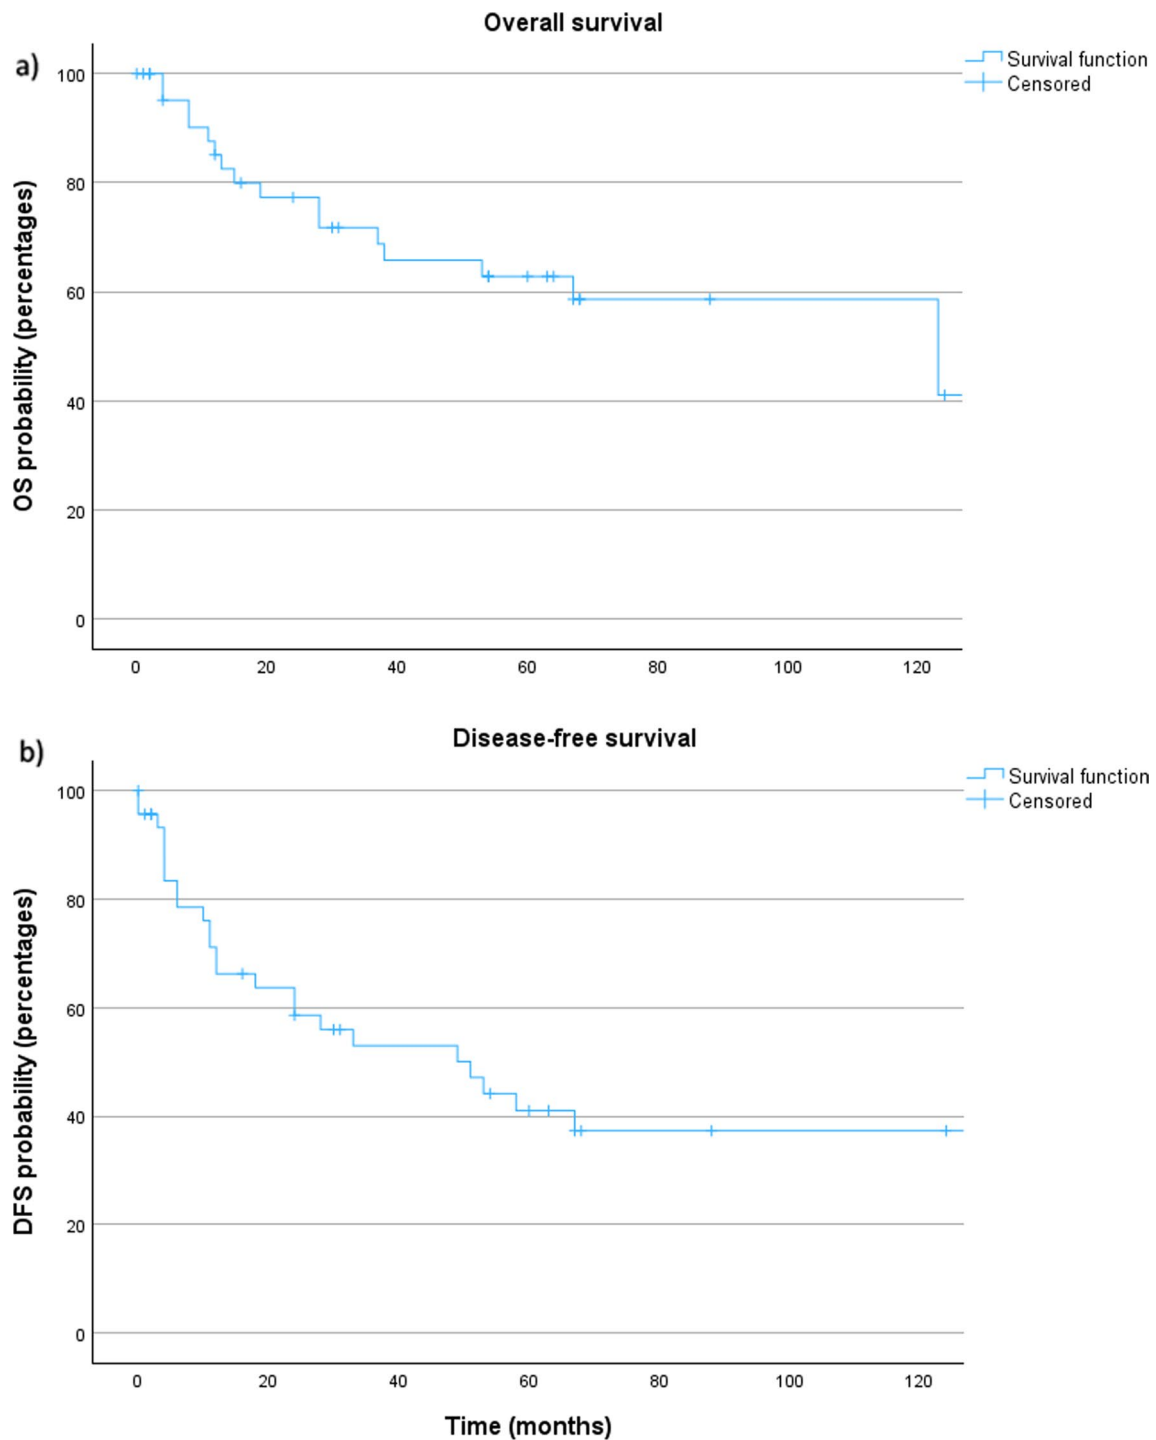 Overall survival
a)
Survival function
Censored
100
80
60
40
20
0
OS probability (percentages)
0 20 40 60 80 100 120
Disease-free survival
b)
Survival function
Censored
100
80
60
40
20
0
DFS probability (percentages)
0 20 40 60 80 100 120
Time (months)